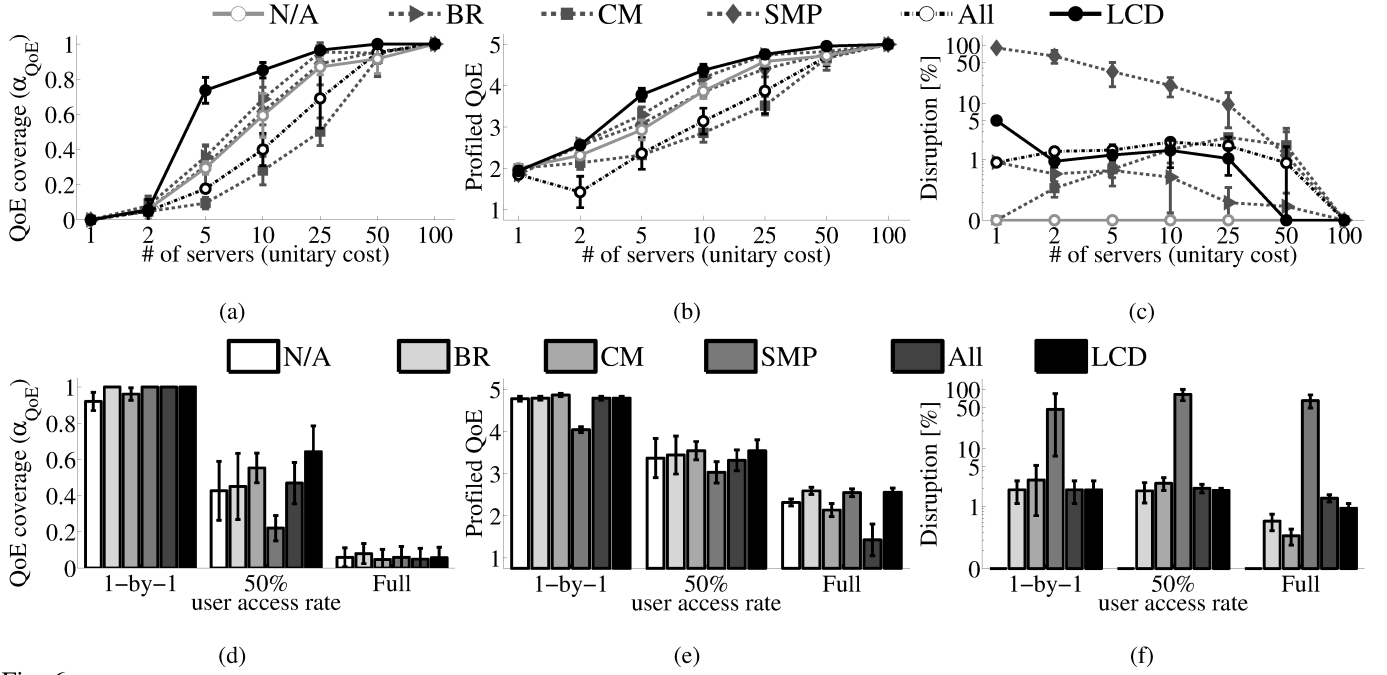 N/A BR CM SMP All LCD
QoE coverage (α_QoE)
1
0.8
0.6
0.4
0.2
0
1 2 5 10 25 50 100
# of servers (unitary cost)
(a)
Profiled QoE
5
4
3
2
1
1 2 5 10 25 50 100
# of servers (unitary cost)
(b)
Disruption [%]
100
50
10
5
1
0
1 2 5 10 25 50 100
# of servers (unitary cost)
(c)
N/A BR CM SMP All LCD
QoE coverage (α_QoE)
1
0.8
0.6
0.4
0.2
0
1−by−1 50% Full
user access rate
(d)
Profiled QoE
5
4
3
2
1
1−by−1 50% Full
user access rate
(e)
Disruption [%]
100
50
10
5
1
0
1−by−1 50% Full
user access rate
(f)